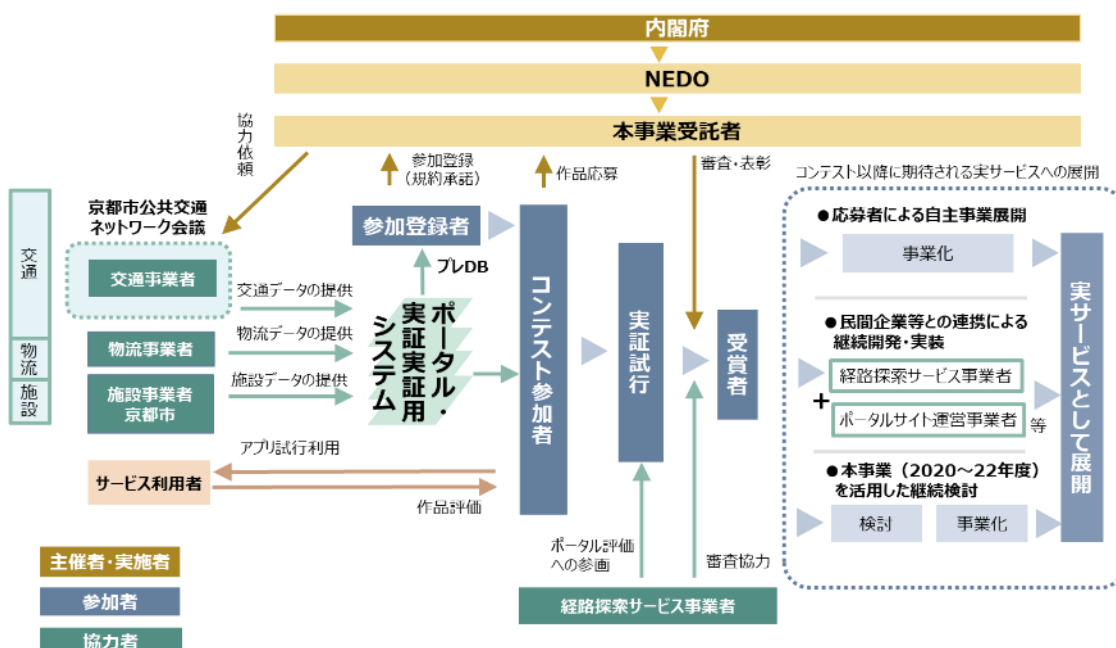 内閣府
NEDO
本事業受託者
協力依頼
参加登録
（規約承諾）
作品応募
審査・表彰
コンテスト以降に期待される実サービスへの展開
京都市公共交通
ネットワーク会議
交通
物流
施設
交通事業者
物流事業者
施設事業者
京都市
サービス利用者
交通データの提供
物流データの提供
施設データの提供
アプリ試行利用
作品評価
参加登録者
プレDB
ポータル・
実証実証用
システム
コンテスト参加者
実証試行
受賞者
ポータル評価
への参画
審査協力
経路探索サービス事業者
●応募者による自主事業展開
事業化
●民間企業等との連携による
継続開発・実装
経路探索サービス事業者
+
ポータルサイト運営事業者 等
●本事業（2020～22年度）
を活用した継続検討
検討
事業化
実サービスとして展開
主催者・実施者
参加者
協力者